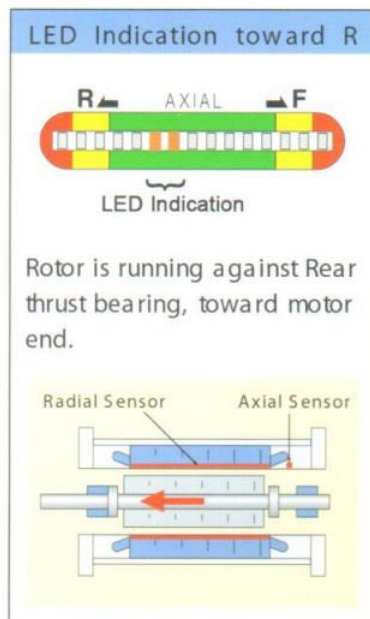 LED Indication toward R
R AXIAL F
LED Indication
Rotor is running against Rear
thrust bearing, toward motor
end.
Radial Sensor Axial Sensor